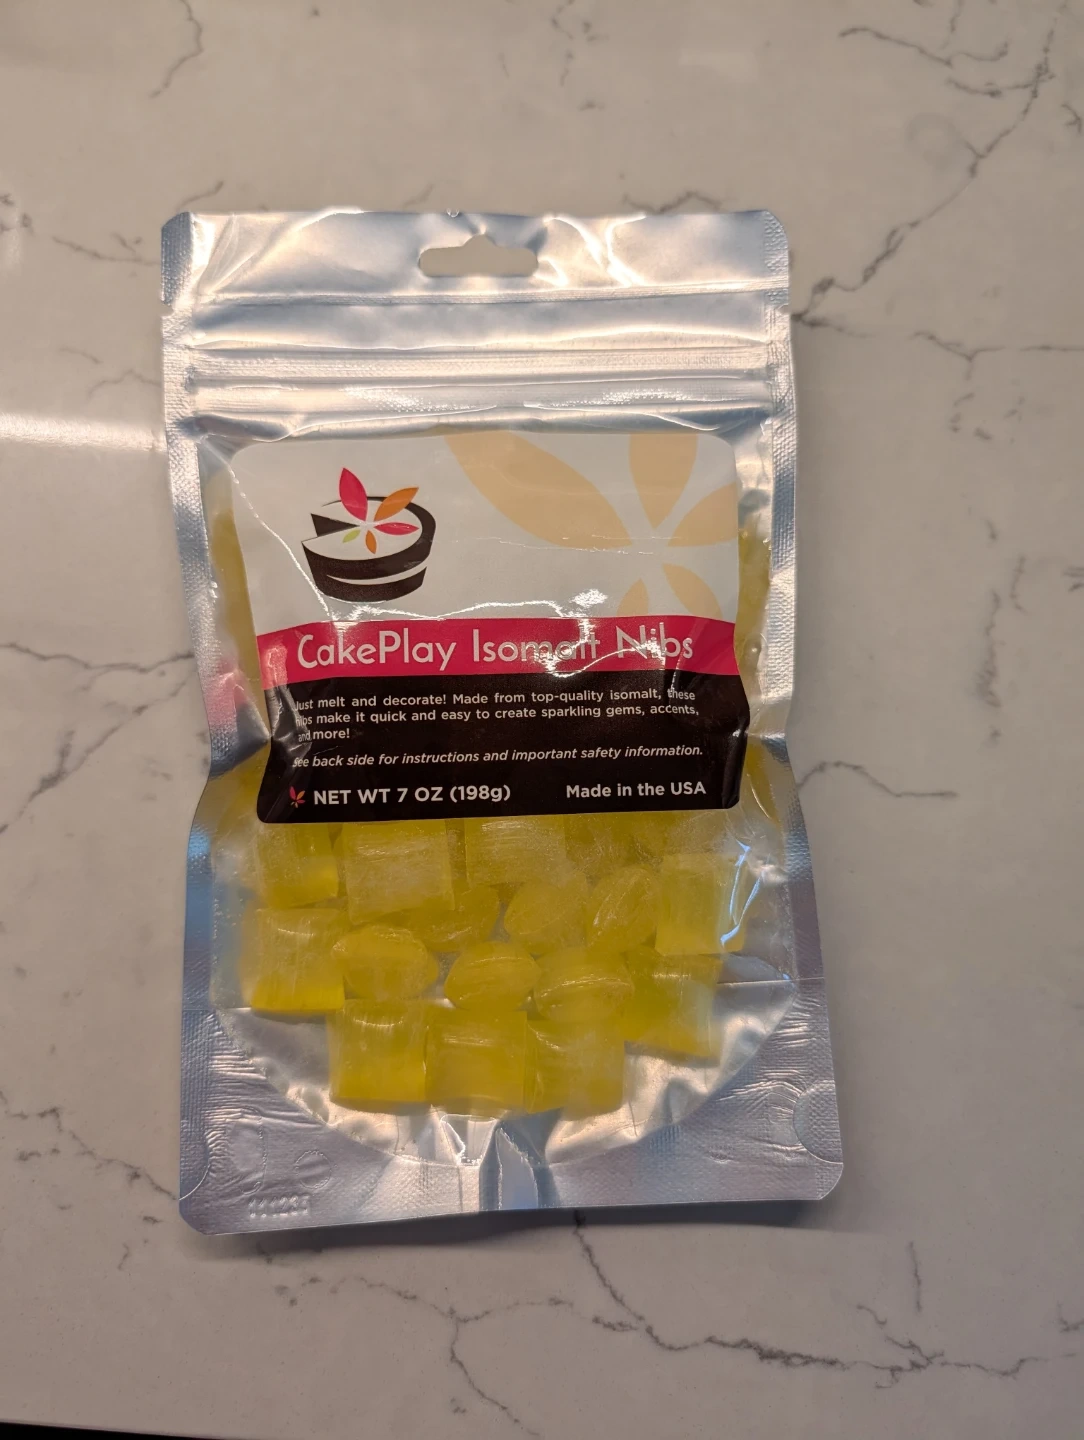 CakePlay Isomalt Nibs
Just melt and decorate! Made from top-quality isomalt, these
nibs make it quick and easy to create sparkling gems, accents,
and more!
See back side for instructions and important safety information.
NET WT 7 OZ (198g) Made in the USA